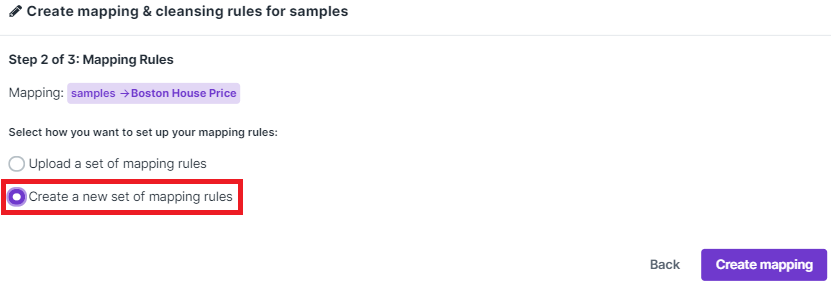 Create mapping & cleansing rules for samples
Step 2 of 3: Mapping Rules
Mapping: samples →Boston House Price
Select how you want to set up your mapping rules:
Upload a set of mapping rules
Create a new set of mapping rules
Back Create mapping